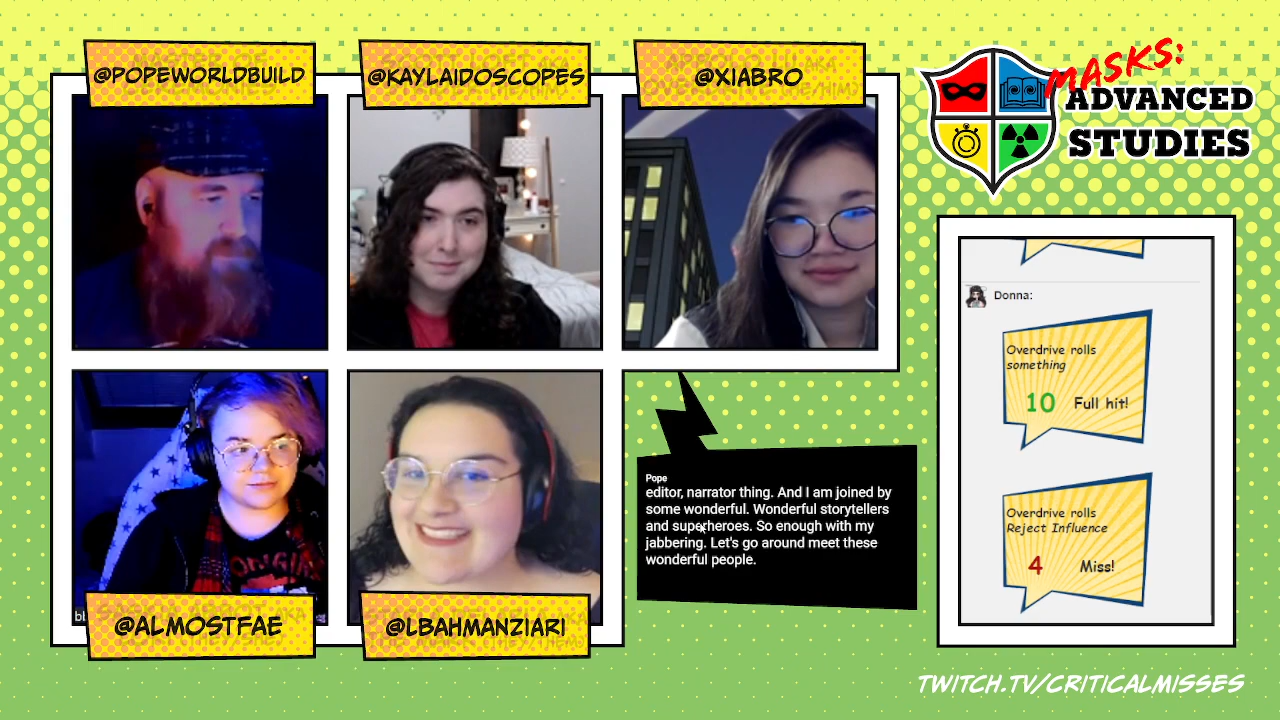 @POPEWORLDBUILD
@KAYLAIDOSCOPES
@XIABRO
MASKS:
ADVANCED
STUDIES
Donna:
Overdrive rolls
something
10 Full hit!
Overdrive rolls
Reject Influence
4 Miss!
Pope
editor, narrator thing. And I am joined by
some wonderful. Wonderful storytellers
and superheroes. So enough with my
jabbering. Let's go around meet these
wonderful people.
@ALMOSTFAE
@LBAHMANZIARI
TWITCH.TV/CRITICALMISSES